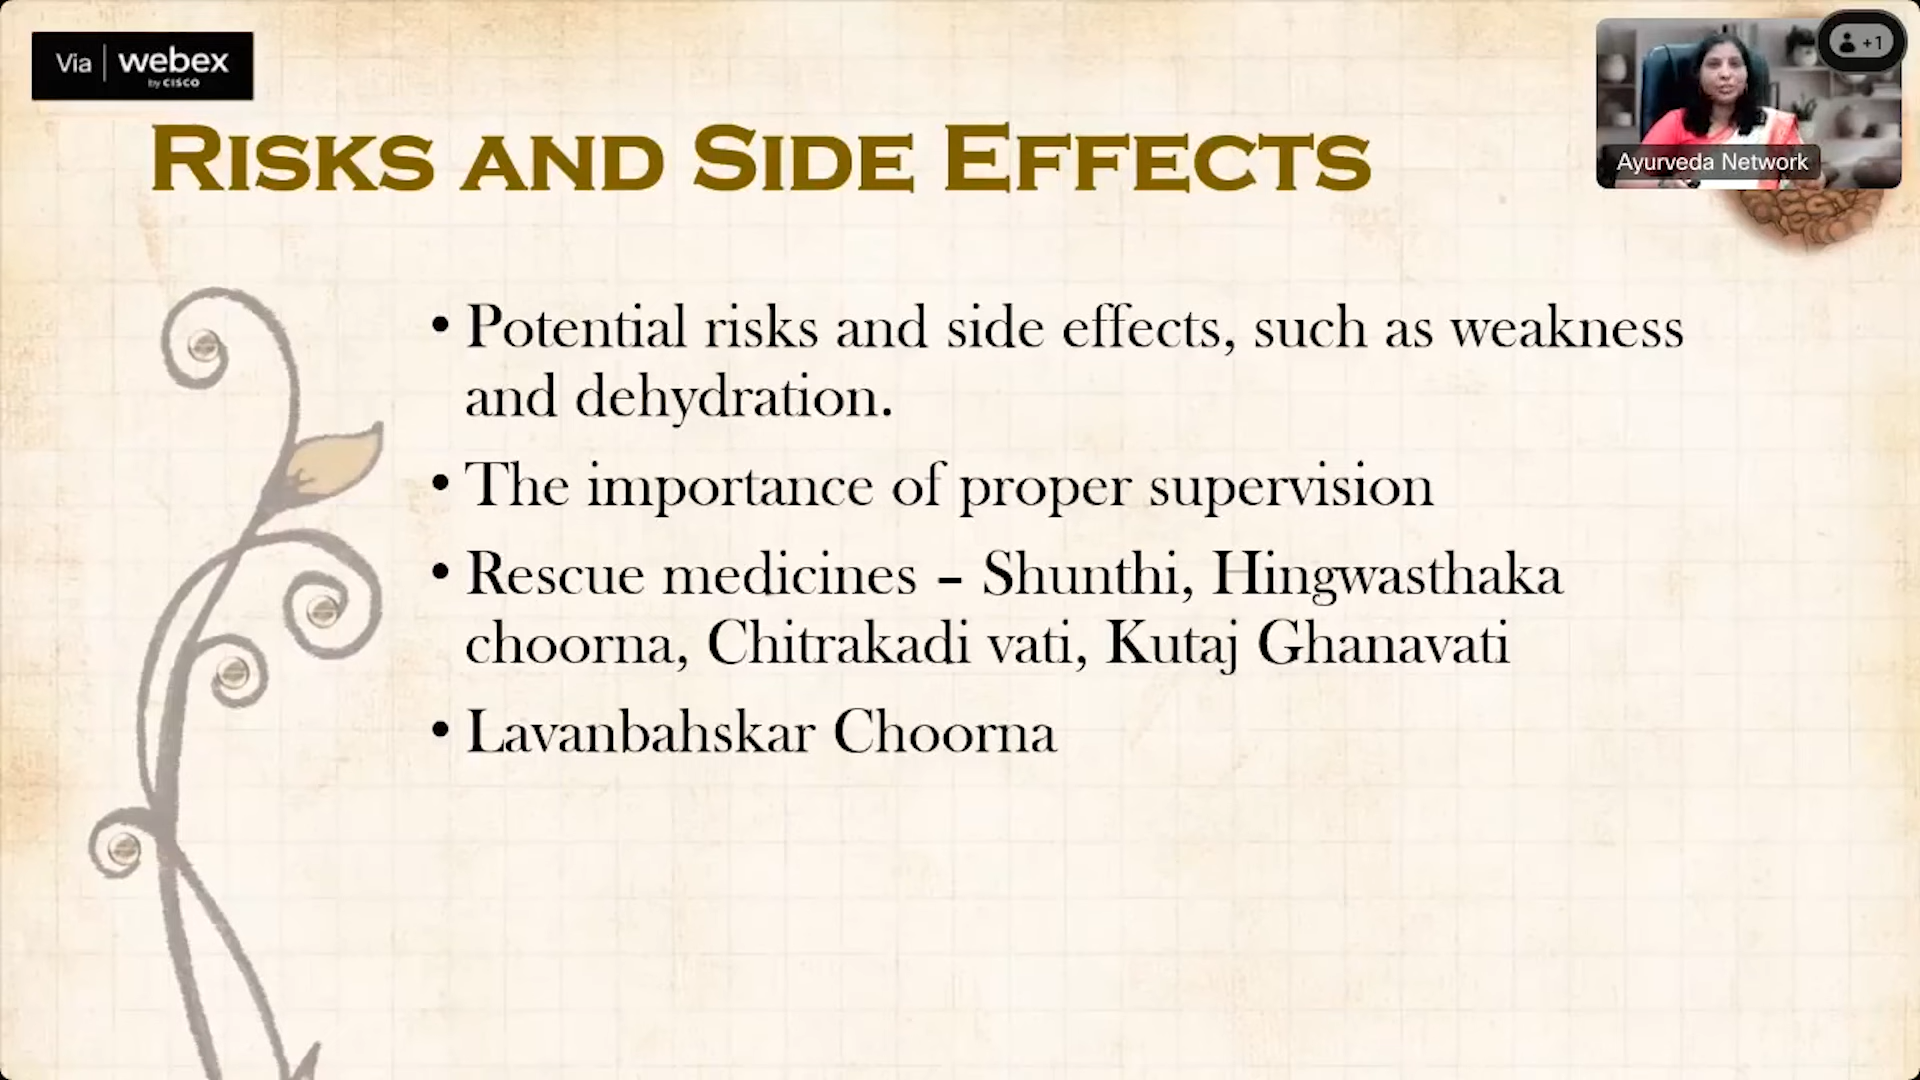 Via | webex
by CISCO
+1
Ayurveda Network
RISKS AND SIDE EFFECTS
• Potential risks and side effects, such as weakness
and dehydration.
• The importance of proper supervision
• Rescue medicines – Shunthi, Hingwasthaka
choorna, Chitrakadi vati, Kutaj Ghanavati
• Lavanbahskar Choorna